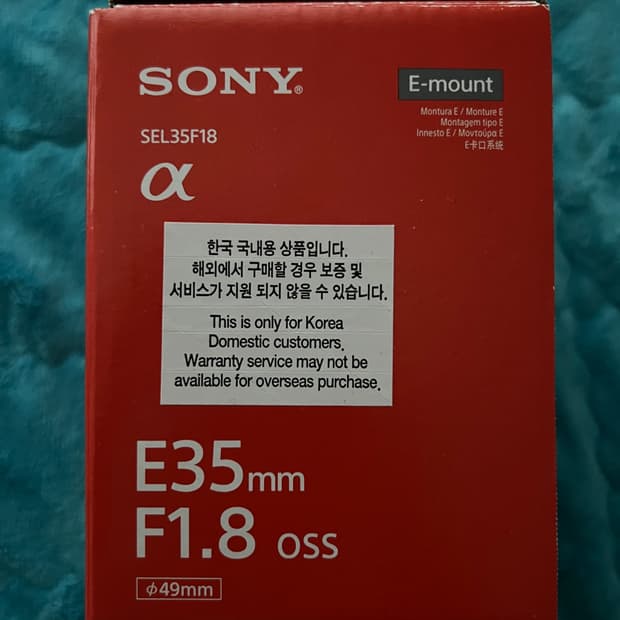 SONY®
E-mount
Montura E / Monture E
Montagem tipo E
Innesto E / Μοντούρα E
E卡口系统
SEL35F18
α
한국 국내용 상품입니다.
해외에서 구매할 경우 보증 및
서비스가 지원 되지 않을 수 있습니다.
This is only for Korea
Domestic customers.
Warranty service may not be
available for overseas purchase.
E35mm
F1.8 OSS
ϕ49mm